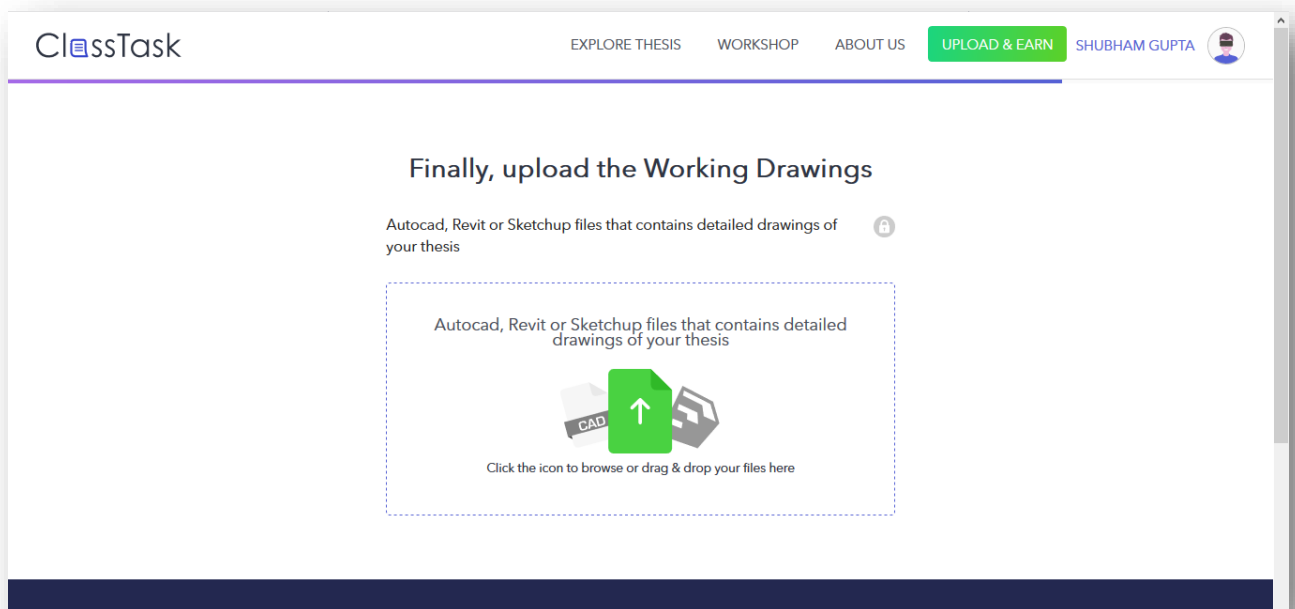 ClassTask
EXPLORE THESIS
WORKSHOP
ABOUT US
UPLOAD & EARN
SHUBHAM GUPTA
Finally, upload the Working Drawings
Autocad, Revit or Sketchup files that contains detailed drawings of
your thesis
Autocad, Revit or Sketchup files that contains detailed
drawings of your thesis
CAD
Click the icon to browse or drag & drop your files here